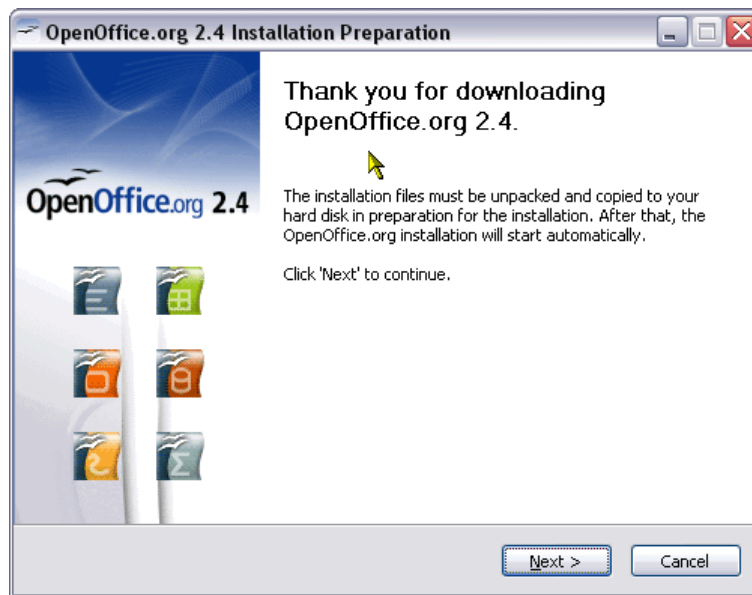 OpenOffice.org 2.4 Installation Preparation
Thank you for downloading
OpenOffice.org 2.4.
OpenOffice.org 2.4
The installation files must be unpacked and copied to your
hard disk in preparation for the installation. After that, the
OpenOffice.org installation will start automatically.
Click 'Next' to continue.
Next >
Cancel